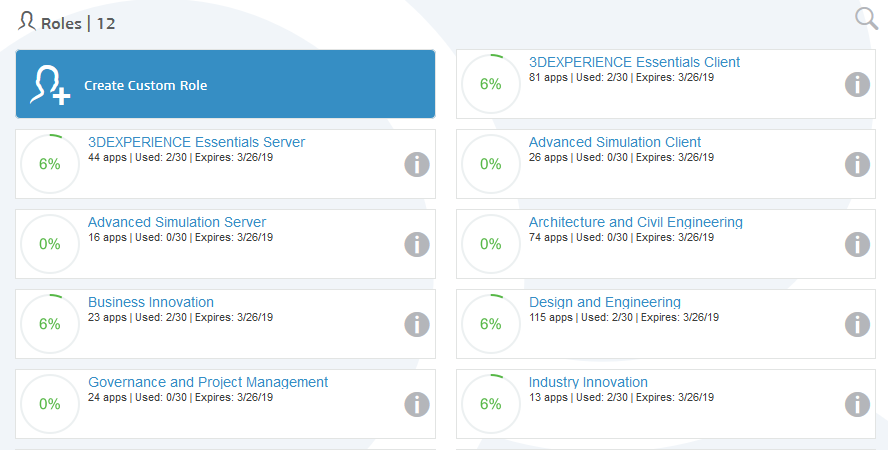 Roles | 12
Create Custom Role
6%
3DEXPERIENCE Essentials Client
81 apps | Used: 2/30 | Expires: 3/26/19
6%
3DEXPERIENCE Essentials Server
44 apps | Used: 2/30 | Expires: 3/26/19
0%
Advanced Simulation Client
26 apps | Used: 0/30 | Expires: 3/26/19
0%
Advanced Simulation Server
16 apps | Used: 0/30 | Expires: 3/26/19
0%
Architecture and Civil Engineering
74 apps | Used: 0/30 | Expires: 3/26/19
6%
Business Innovation
23 apps | Used: 2/30 | Expires: 3/26/19
6%
Design and Engineering
115 apps | Used: 2/30 | Expires: 3/26/19
0%
Governance and Project Management
24 apps | Used: 0/30 | Expires: 3/26/19
6%
Industry Innovation
13 apps | Used: 2/30 | Expires: 3/26/19